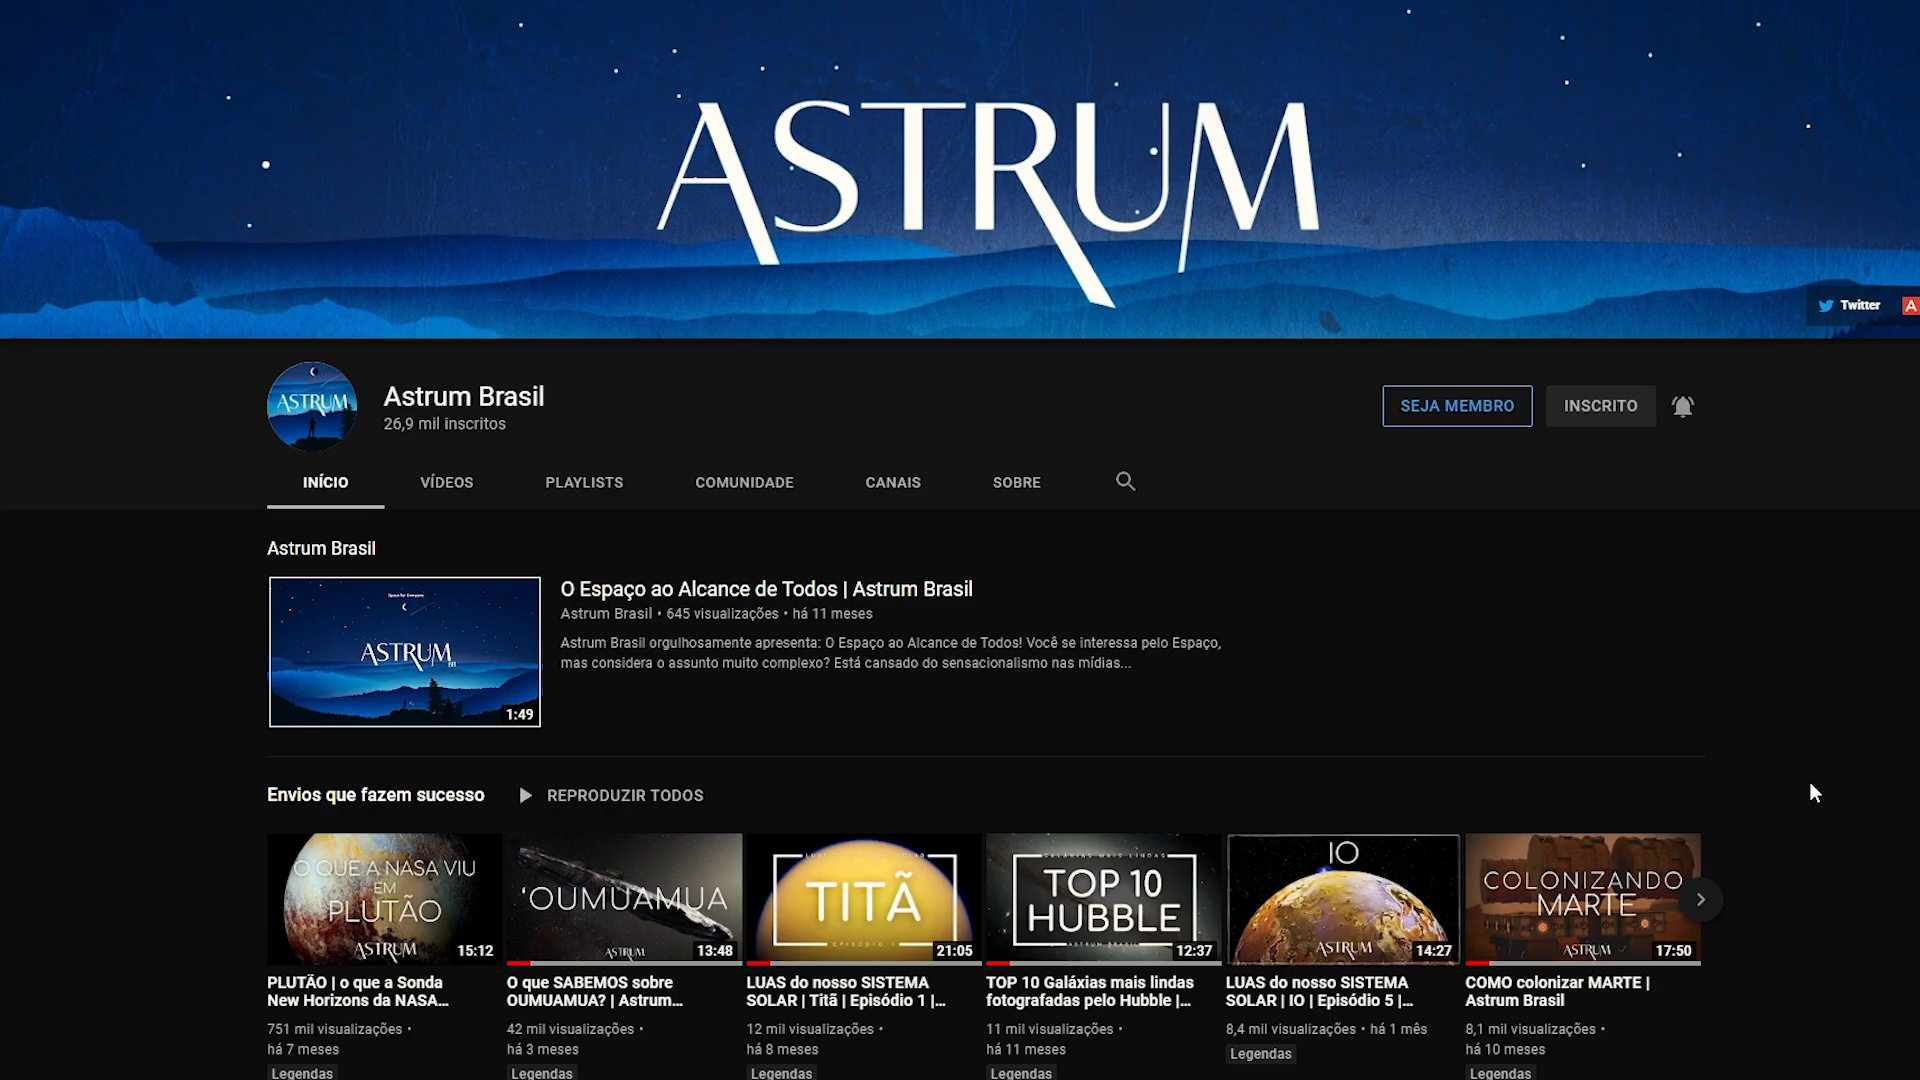 ASTRUM
Twitter
A
ASTRUM
Astrum Brasil
26,9 mil inscritos
SEJA MEMBRO
INSCRITO
INÍCIO
VÍDEOS
PLAYLISTS
COMUNIDADE
CANAIS
SOBRE
Astrum Brasil
ASTRUM
1:49
O Espaço ao Alcance de Todos | Astrum Brasil
Astrum Brasil • 645 visualizações • há 11 meses
Astrum Brasil orgulhosamente apresenta: O Espaço ao Alcance de Todos! Você se interessa pelo Espaço,
mas considera o assunto muito complexo? Está cansado do sensacionalismo nas mídias...
Envios que fazem sucesso
REPRODUZIR TODOS
O QUE A NASA VIU
EM
PLUTÃO
ASTRUM
15:12
PLUTÃO | o que a Sonda
New Horizons da NASA...
751 mil visualizações •
há 7 meses
Legendas
‘OUMUAMUA
ASTRUM
13:48
O que SABEMOS sobre
OUMUAMUA? | Astrum...
42 mil visualizações •
há 3 meses
Legendas
TITÃ
EPISÓDIO 1
21:05
LUAS do nosso SISTEMA
SOLAR | Titã | Episódio 1 |...
12 mil visualizações •
há 8 meses
Legendas
GALÁXIAS MAIS LINDAS
TOP 10
HUBBLE
ASTRUM BRASIL
12:37
TOP 10 Galáxias mais lindas
fotografadas pelo Hubble |...
11 mil visualizações •
há 11 meses
Legendas
IO
ASTRUM
14:27
LUAS do nosso SISTEMA
SOLAR | IO | Episódio 5 |...
8,4 mil visualizações • há 1 mês
Legendas
COLONIZANDO
MARTE
ASTRUM
17:50
COMO colonizar MARTE |
Astrum Brasil
8,1 mil visualizações •
há 10 meses
Legendas